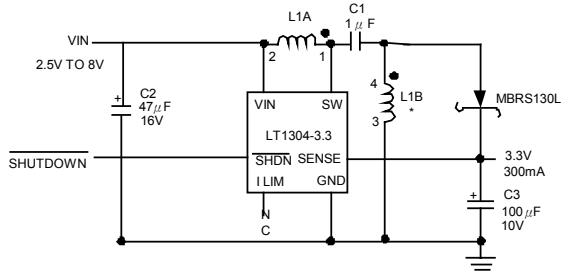 L1A
C1
1μF
VIN
2 1
2.5V TO 8V
+
C2
47μF
16V
VIN SW
4
L1B
3 *
MBRS130L
LT1304-3.3
SHUTDOWN
SHDN SENSE
3.3V
300mA
I LIM GND
N
C
+
C3
100μF
10V